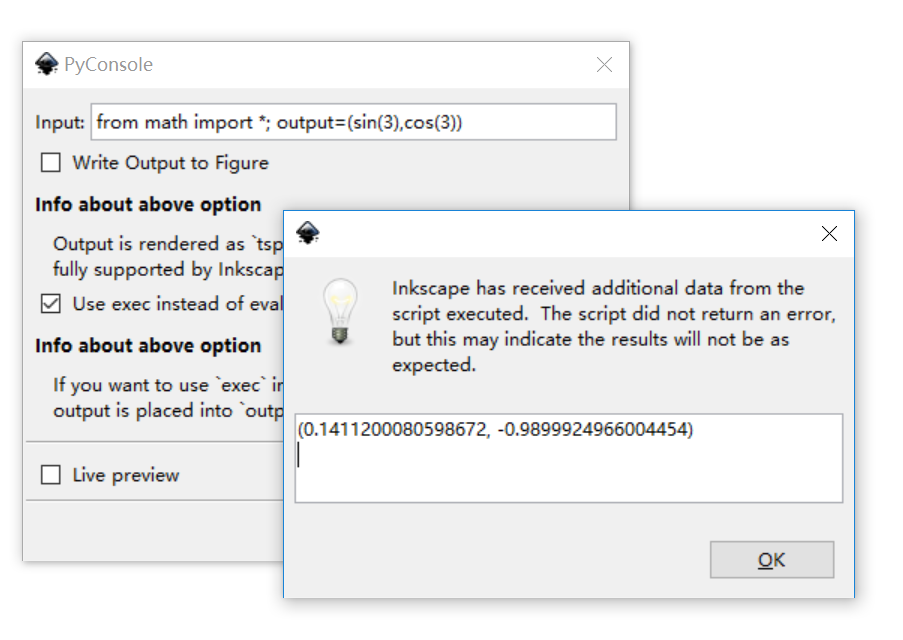 PyConsole
Input: from math import *; output=(sin(3),cos(3))
Write Output to Figure
Info about above option
Output is rendered as `tsp
fully supported by Inkscap
Use exec instead of eval
Info about above option
If you want to use `exec` in
output is placed into `outp
Live preview
Inkscape has received additional data from the
script executed.  The script did not return an error,
but this may indicate the results will not be as
expected.
(0.1411200080598672, -0.9899924966004454)
OK